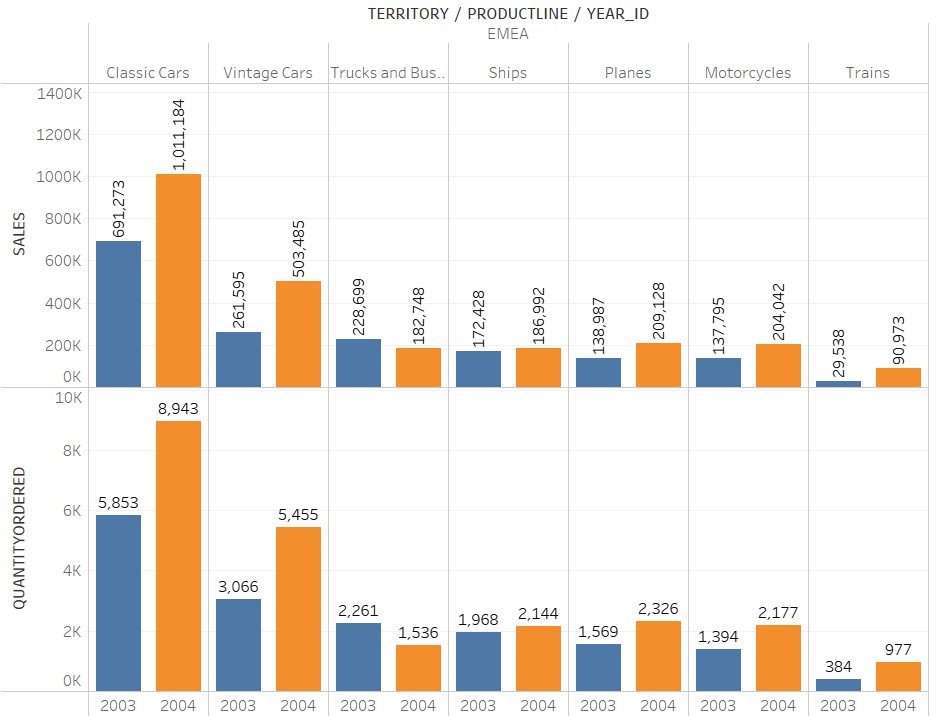 TERRITORY / PRODUCTLINE / YEAR_ID
EMEA
Classic Cars Vintage Cars Trucks and Bus.. Ships Planes Motorcycles Trains
SALES
1400K
1200K
1000K
800K
600K
400K
200K
0K
691,273 1,011,184 261,595 503,485 228,699 182,748 172,428 186,992 138,987 209,128 137,795 204,042 29,538 90,973
QUANTITYORDERED
10K
8K
6K
4K
2K
0K
5,853 8,943 3,066 5,455 2,261 1,536 1,968 2,144 1,569 2,326 1,394 2,177 384 977
2003 2004 2003 2004 2003 2004 2003 2004 2003 2004 2003 2004 2003 2004